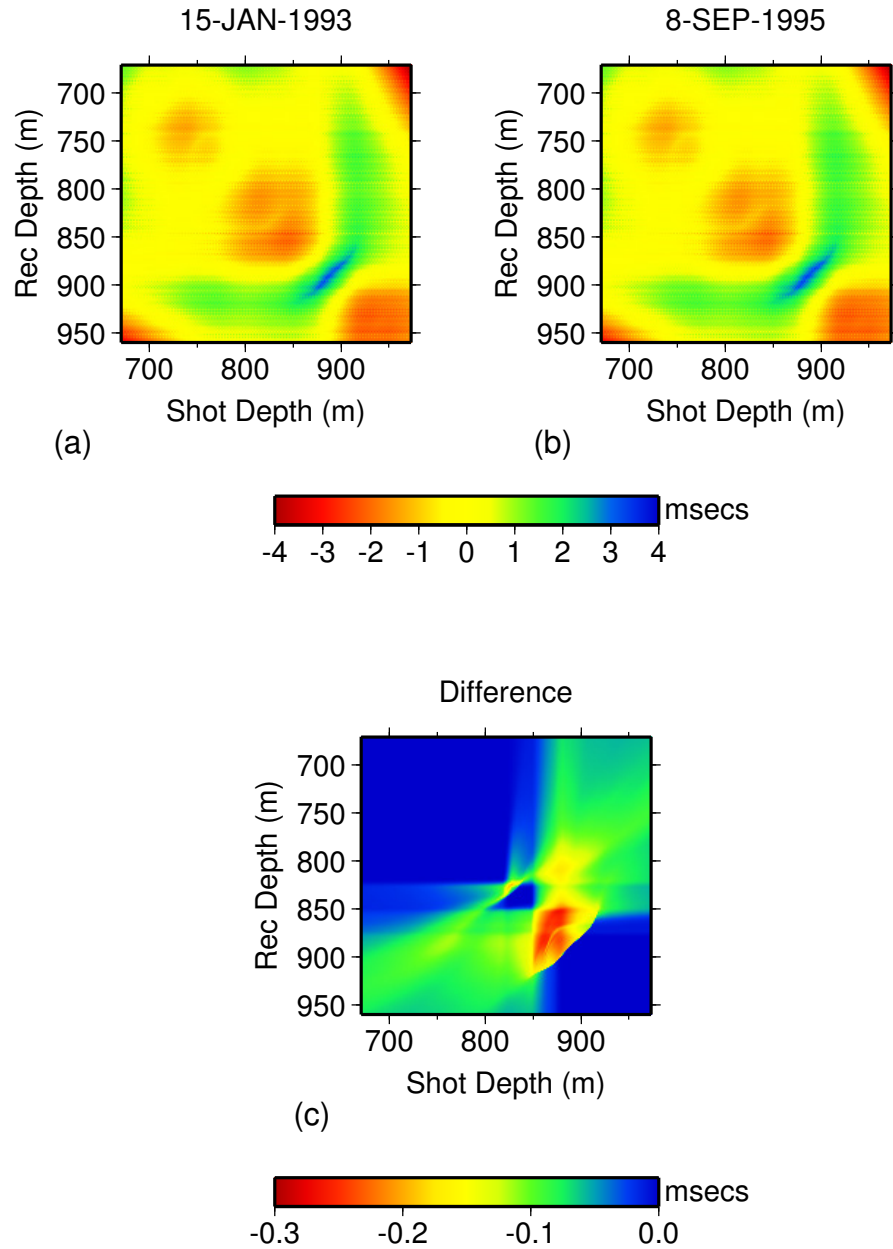 15-JAN-1993
8-SEP-1995
700
750
800
850
900
950
Rec Depth (m)
700 800 900
Shot Depth (m)
(a)
700
750
800
850
900
950
Rec Depth (m)
700 800 900
Shot Depth (m)
(b)
msecs
-4 -3 -2 -1 0 1 2 3 4
Difference
700
750
800
850
900
950
Rec Depth (m)
700 800 900
Shot Depth (m)
(c)
msecs
-0.3 -0.2 -0.1 0.0